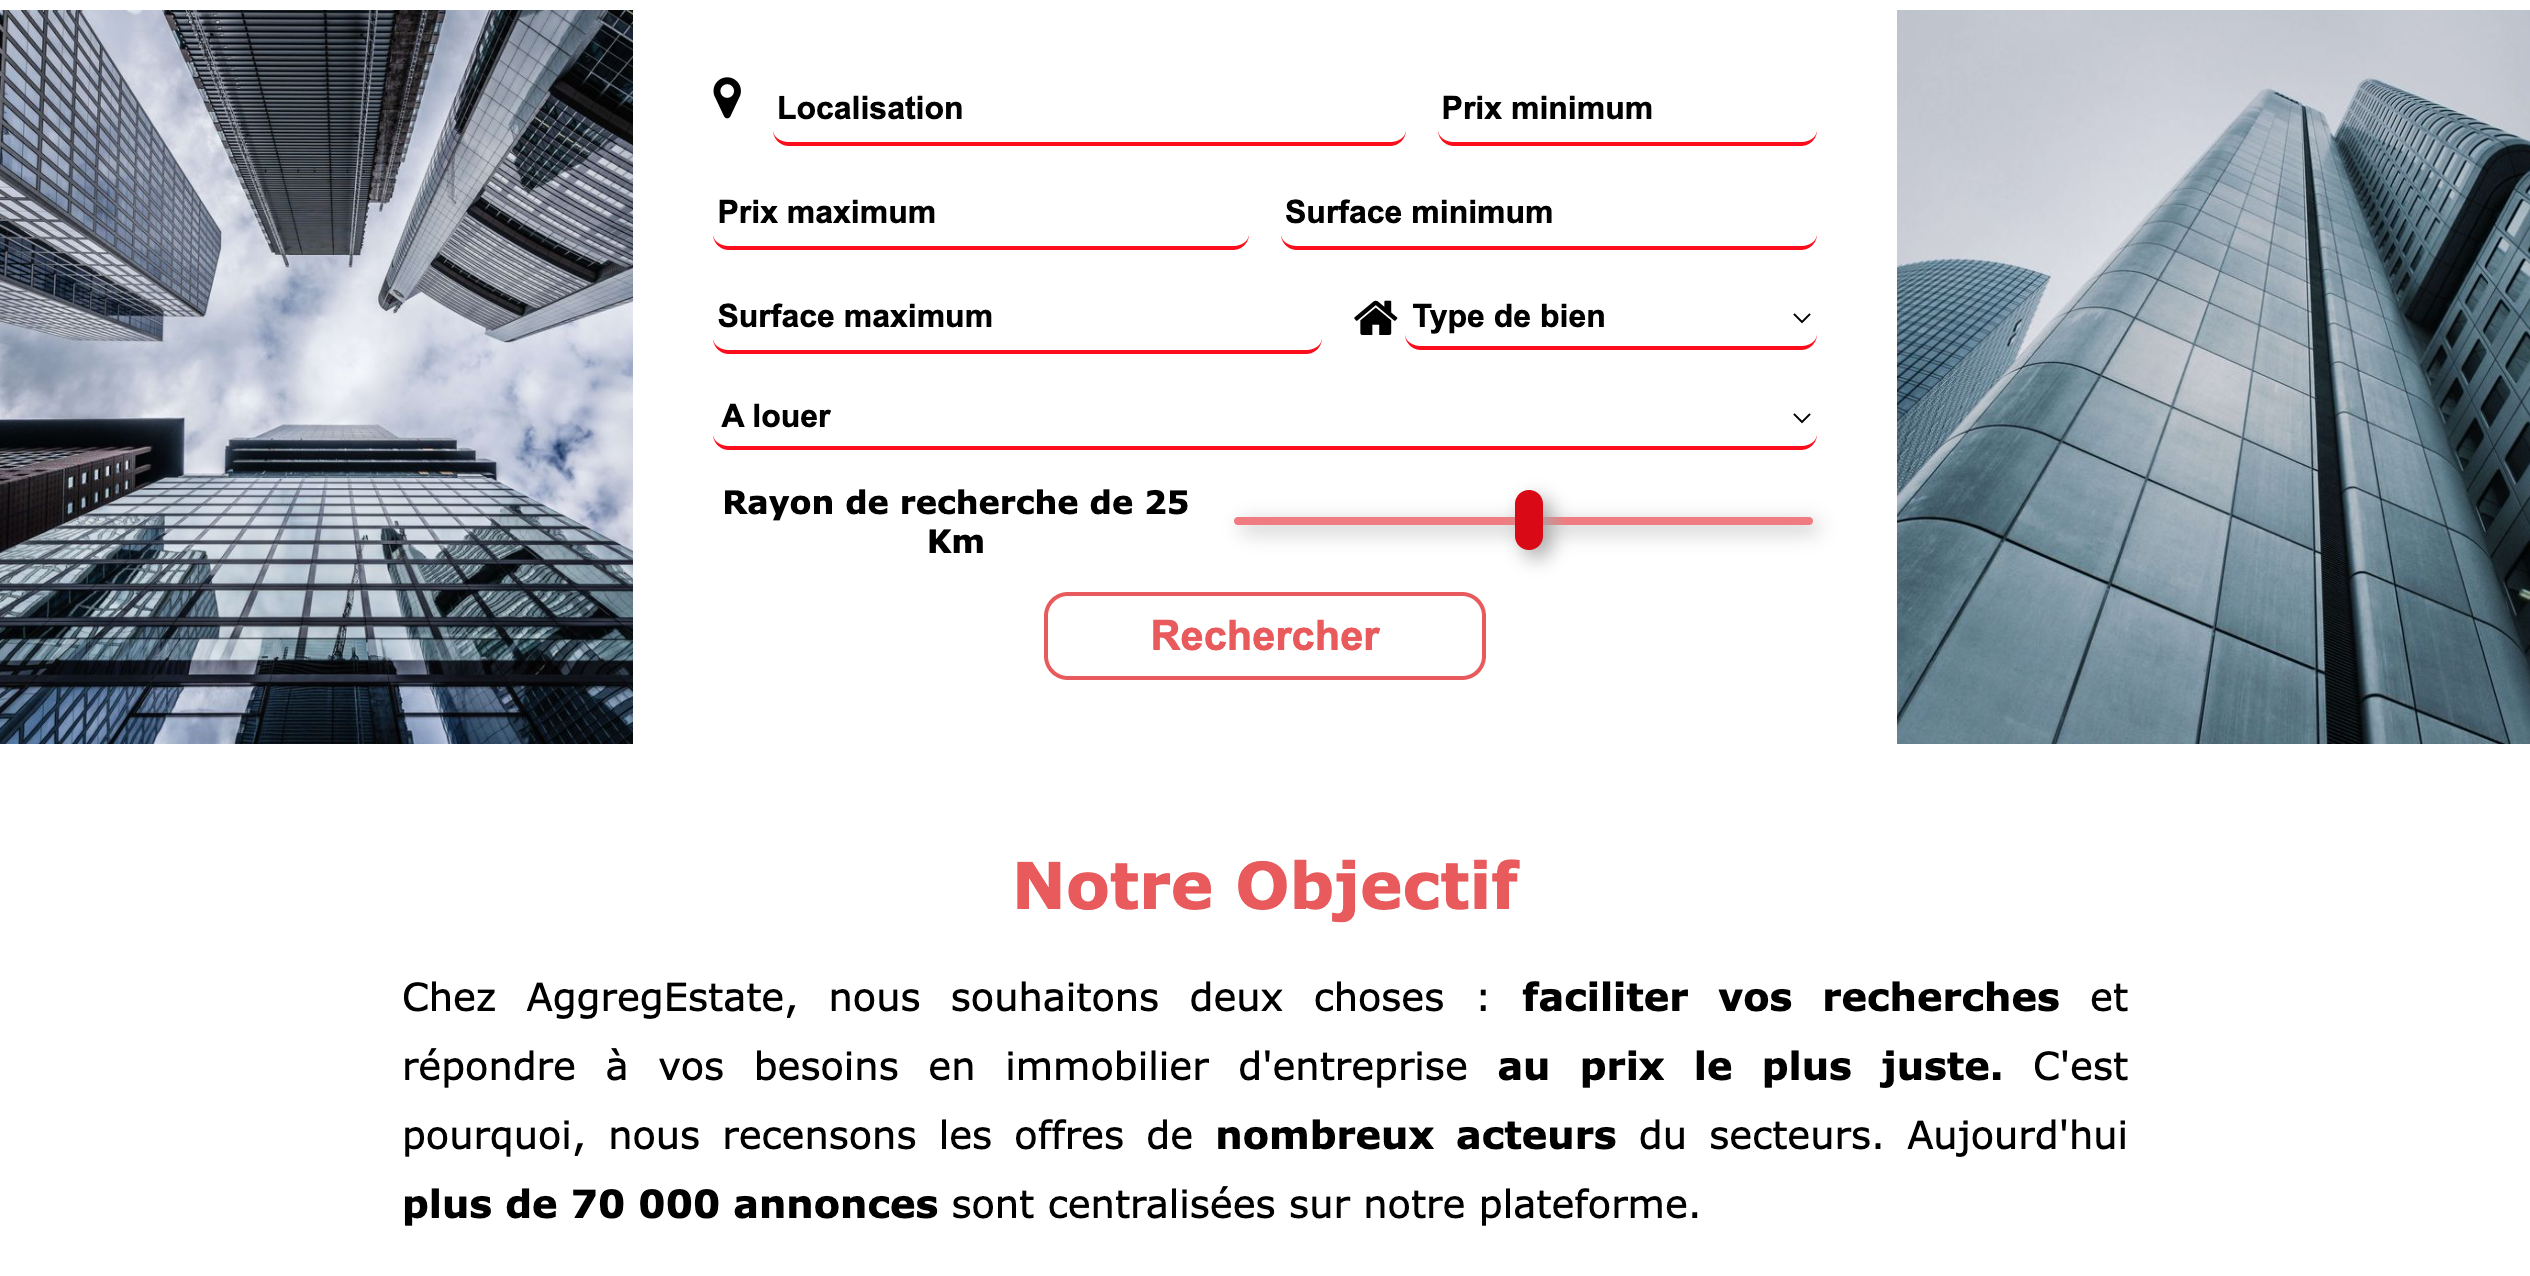 Localisation
Prix minimum
Prix maximum
Surface minimum
Surface maximum
Type de bien
A louer
Rayon de recherche de 25
Km
Rechercher
Notre Objectif
Chez AggregEstate, nous souhaitons deux choses : faciliter vos recherches et
répondre à vos besoins en immobilier d'entreprise au prix le plus juste. C'est
pourquoi, nous recensons les offres de nombreux acteurs du secteurs. Aujourd'hui
plus de 70 000 annonces sont centralisées sur notre plateforme.